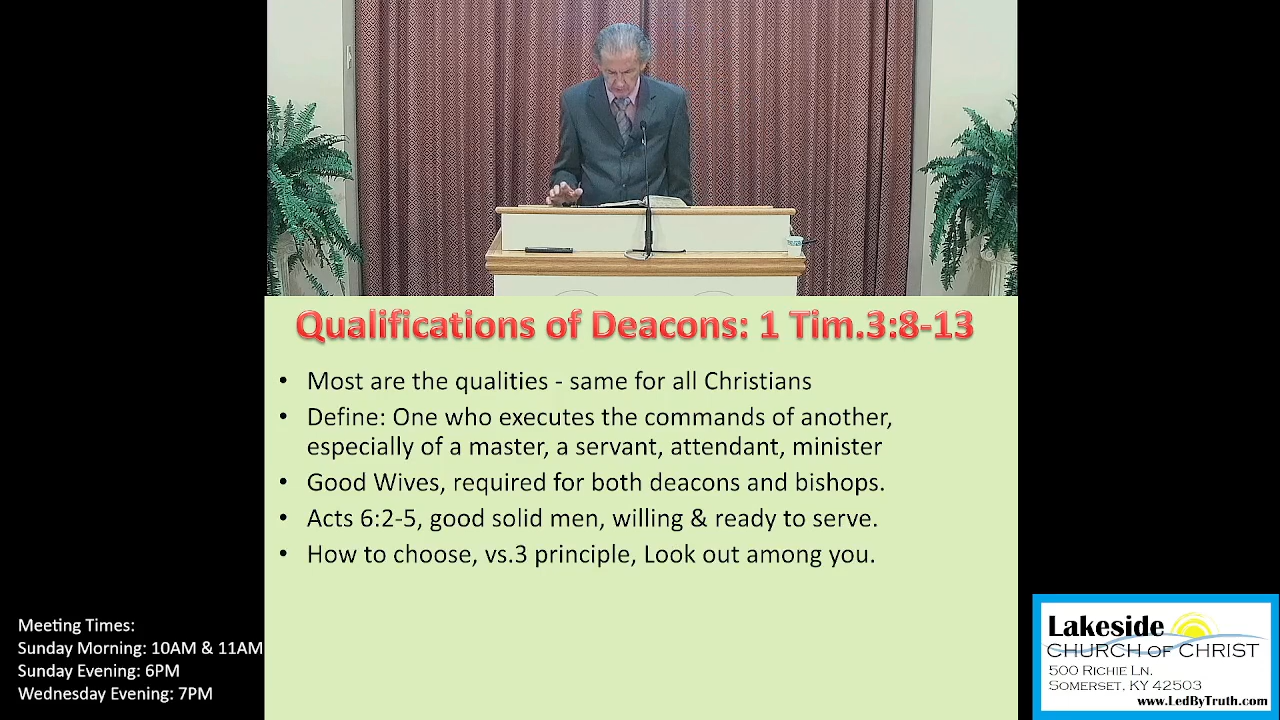 Qualifications of Deacons: 1 Tim.3:8-13
• Most are the qualities - same for all Christians
• Define: One who executes the commands of another,
especially of a master, a servant, attendant, minister
• Good Wives, required for both deacons and bishops.
• Acts 6:2-5, good solid men, willing & ready to serve.
• How to choose, vs.3 principle, Look out among you.
Meeting Times:
Sunday Morning: 10AM & 11AM
Sunday Evening: 6PM
Wednesday Evening: 7PM
Lakeside
CHURCH OF CHRIST
500 RICHIE LN.
SOMERSET, KY 42503
www.LedByTruth.com